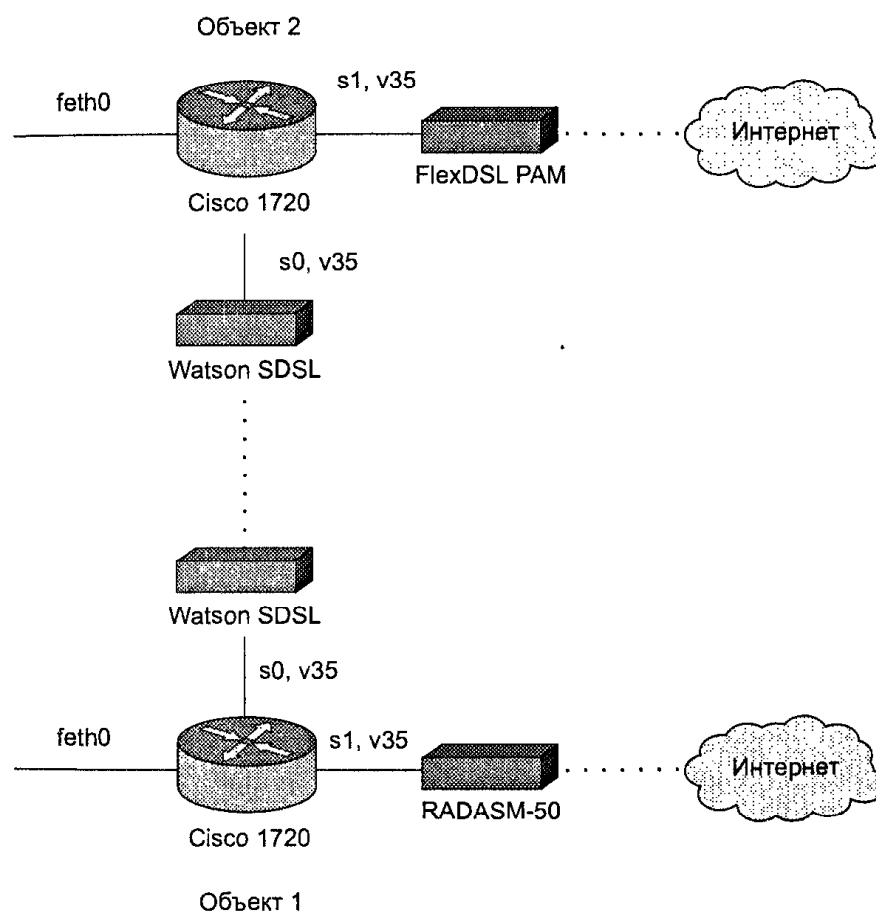 Объект 2
feth0
s1, v35
Интернет
FlexDSL PAM
Cisco 1720
s0, v35
Watson SDSL
Watson SDSL
s0, v35
feth0
s1, v35
Интернет
RADASM-50
Cisco 1720
Объект 1